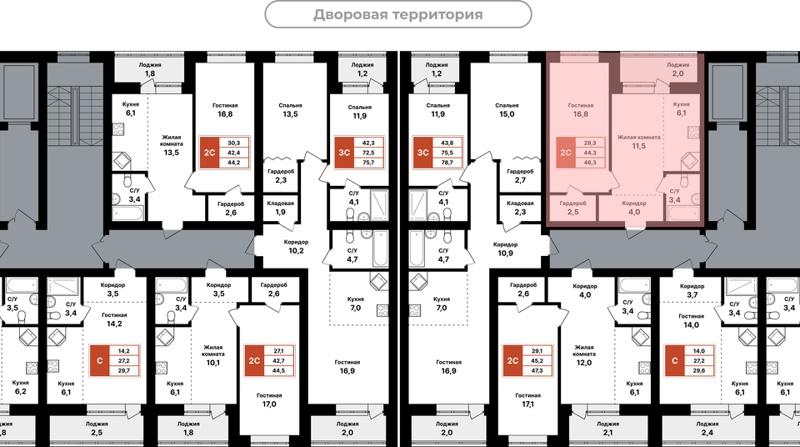 Дворовая территория
Лоджия
1,8
Кухня
6,1
Гостиная
16,8
Жилая
комната
13,5
2С
30,3
42,4
44,2
С/У
3,4
Гардероб
2,6
Спальня
13,5
Лоджия
1,2
Спальня
11,9
3С
42,3
72,5
75,7
Гардероб
2,3
С/У
4,1
Кладовая
1,9
Коридор
10,2
С/У
4,7
Кухня
7,0
Гостиная
16,9
Лоджия
2,0
Лоджия
1,2
Спальня
11,9
Спальня
15,0
3С
43,8
75,5
78,7
Гардероб
2,7
С/У
4,1
Кладовая
2,3
Коридор
10,9
С/У
4,7
Кухня
7,0
Гостиная
16,9
Лоджия
2,0
Лоджия
2,0
Гостиная
16,8
Кухня
6,1
Жилая комната
11,5
2С
28,3
44,3
46,3
Гардероб
2,5
Коридор
4,0
С/У
3,4
С/У
3,5
Кухня
6,2
1,8
С/У
3,4
Коридор
3,5
Гостиная
14,2
С
14,2
27,2
29,7
Кухня
6,1
Лоджия
2,5
С/У
3,4
Коридор
3,5
Гардероб
2,6
Жилая
комната
10,1
2С
27,1
42,7
44,5
Кухня
6,1
Гостиная
17,0
Лоджия
1,8
Гардероб
2,6
Коридор
4,0
С/У
3,4
2С
29,1
45,2
47,3
Жилая
комната
12,0
Гостиная
17,1
Кухня
6,1
Лоджия
2,1
Коридор
3,7
С/У
3,4
Гостиная
14,0
С
14,0
27,2
29,6
Кухня
6,1
Лоджия
2,4
С/У
3,4
Кухня
6,1